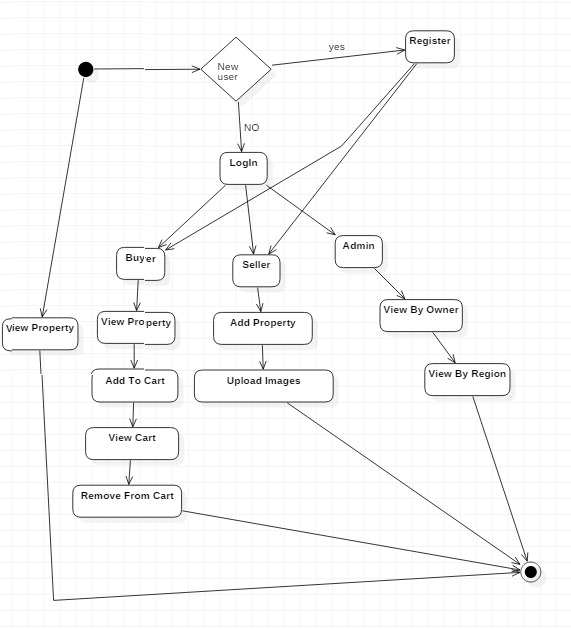 Register
yes
New
user
NO
LogIn
Admin
Buyer
Seller
View By Owner
View Property
View Property
Add Property
View By Region
Add To Cart
Upload Images
View Cart
Remove From Cart